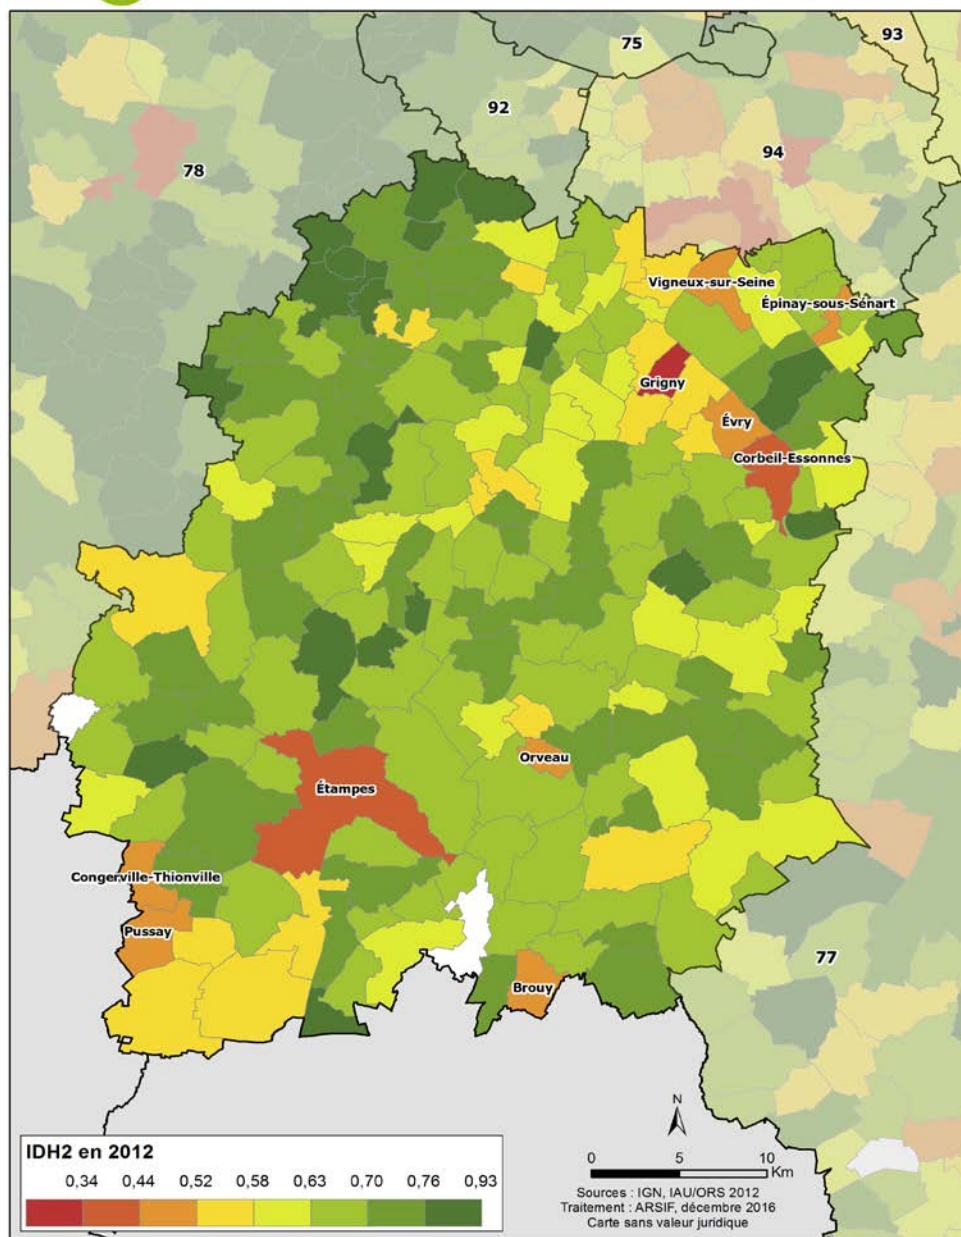 75
93
92
94
78
Vigneux-sur-Seine
Épinay-sous-Sénart
Grigny
Évry
Corbeil-Essonnes
Orveau
Étampes
Congerville-Thionville
Pussay
77
Brouy
N
IDH2 en 2012
0,34 0,44 0,52 0,58 0,63 0,70 0,76 0,93
0 5 10
Km
Sources : IGN, IAU/ORS 2012
Traitement : ARSIF, décembre 2016
Carte sans valeur juridique